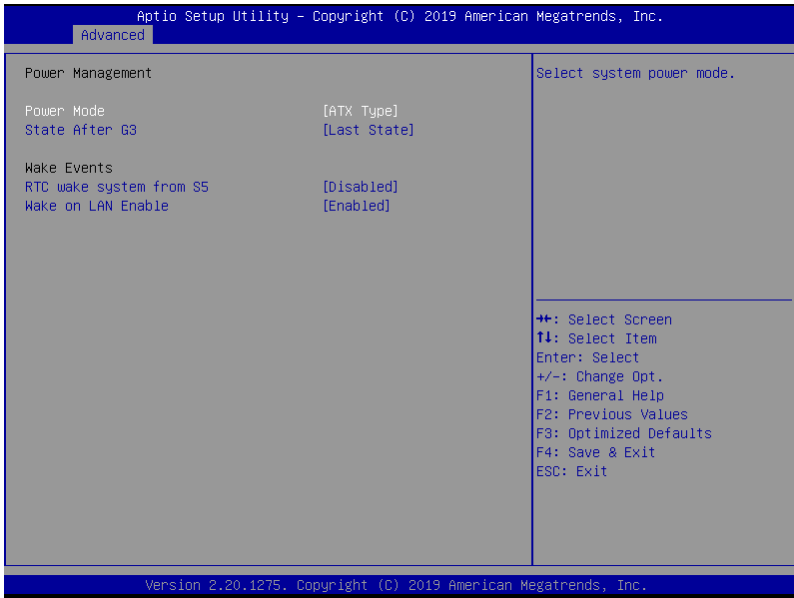 Aptio Setup Utility – Copyright (C) 2019 American Megatrends, Inc.
Advanced
Power Management
Power Mode [ATX Type]
State After G3 [Last State]
Wake Events
RTC wake system from S5 [Disabled]
Wake on LAN Enable [Enabled]
Select system power mode.
→←: Select Screen
↑↓: Select Item
Enter: Select
+/-: Change Opt.
F1: General Help
F2: Previous Values
F3: Optimized Defaults
F4: Save & Exit
ESC: Exit
Version 2.20.1275. Copyright (C) 2019 American Megatrends, Inc.